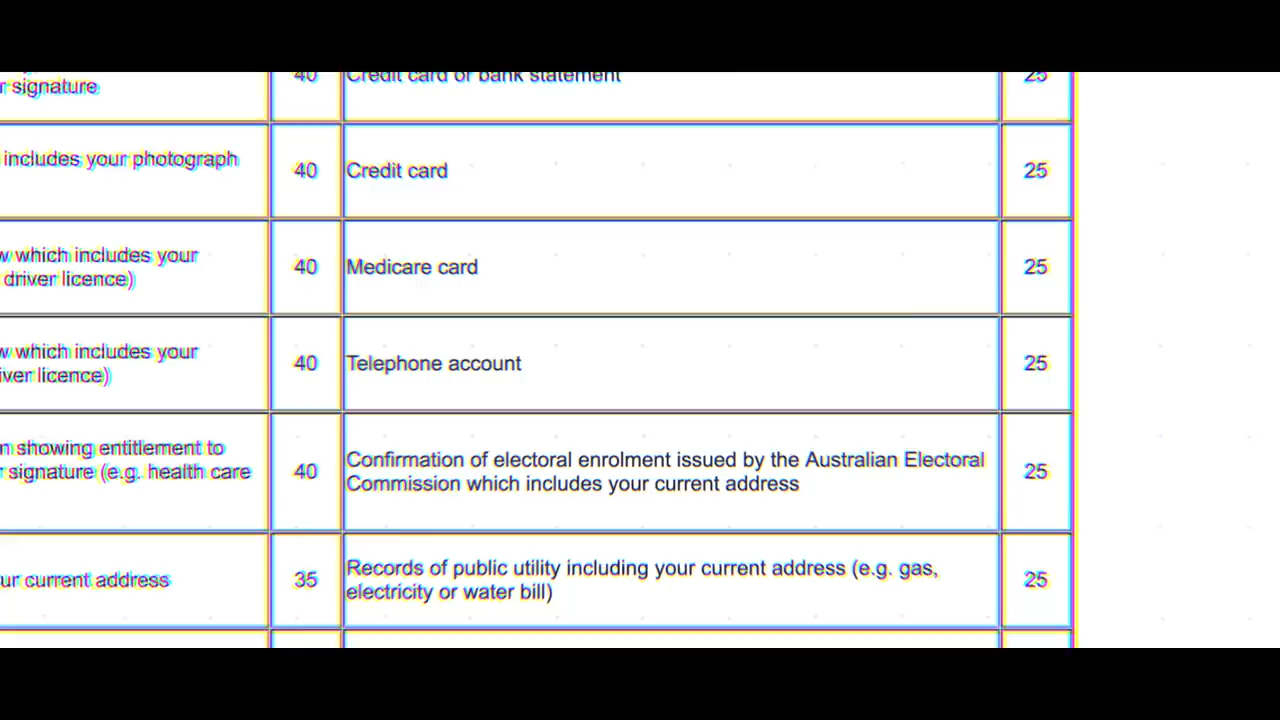 r signature
40
Credit card or bank statement
25
includes your photograph
40
Credit card
25
w which includes your
driver licence)
40
Medicare card
25
w which includes your
iver licence)
40
Telephone account
25
n showing entitlement to
signature (e.g. health care
40
Confirmation of electoral enrolment issued by the Australian Electoral
Commission which includes your current address
25
ur current address
35
Records of public utility including your current address (e.g. gas,
electricity or water bill)
25